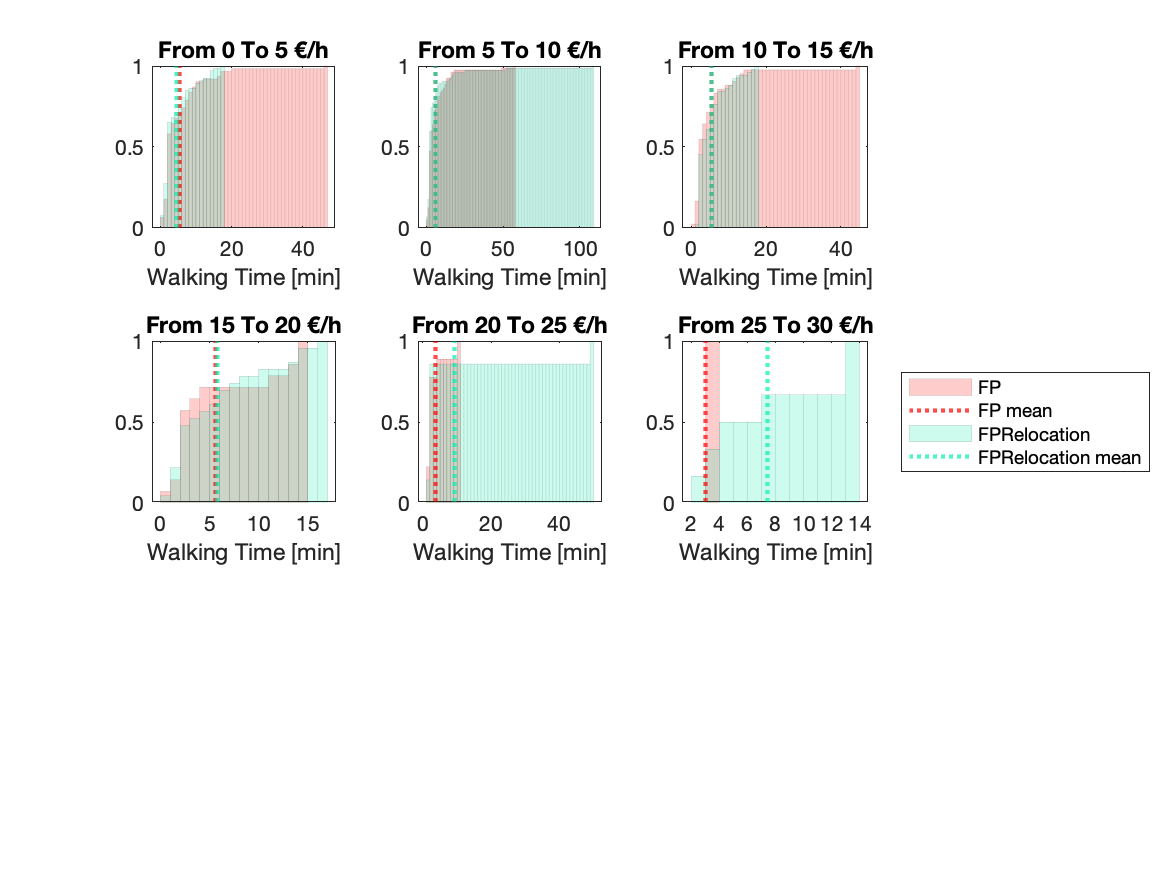 From 0 To 5 €/h
From 5 To 10 €/h
From 10 To 15 €/h
1
0.5
0
0 20 40
Walking Time [min]
1
0.5
0
0 50 100
Walking Time [min]
1
0.5
0
0 20 40
Walking Time [min]
From 15 To 20 €/h
From 20 To 25 €/h
From 25 To 30 €/h
1
0.5
0
0 5 10 15
Walking Time [min]
1
0.5
0
0 20 40
Walking Time [min]
1
0.5
0
2 4 6 8 10 12 14
Walking Time [min]
FP
FP mean
FPRelocation
FPRelocation mean